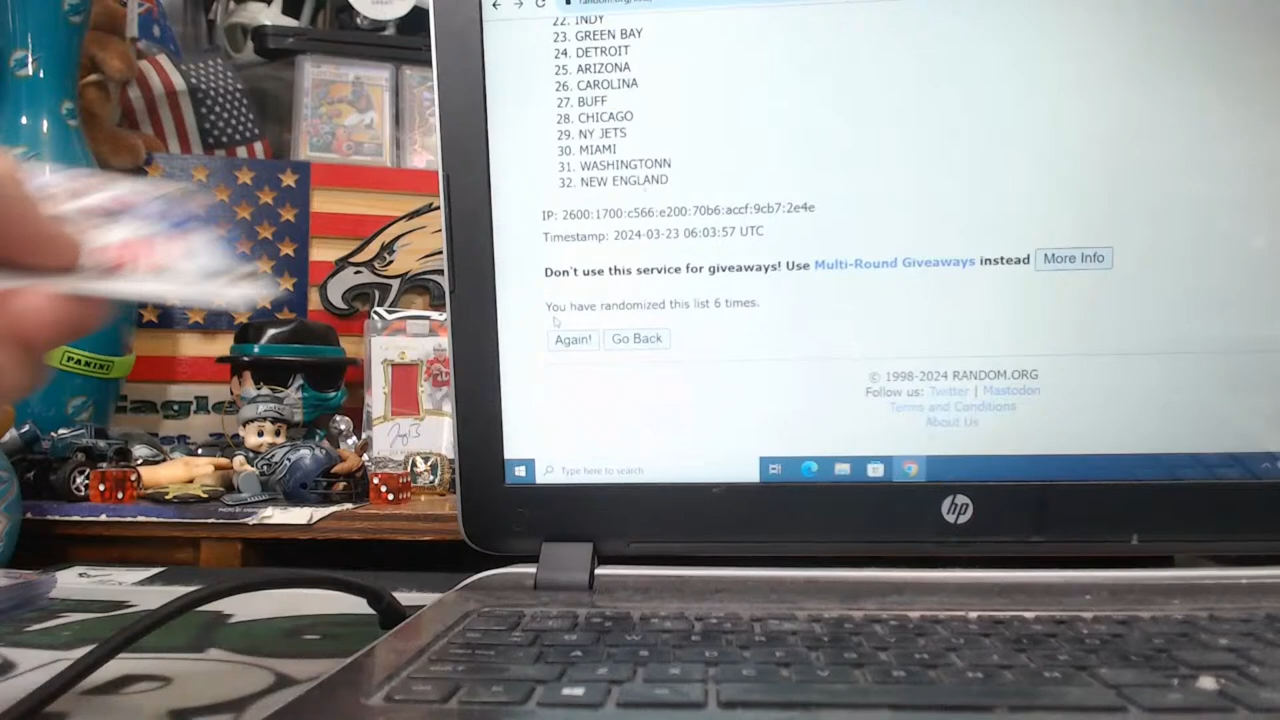 22. INDY
23. GREEN BAY
24. DETROIT
25. ARIZONA
26. CAROLINA
27. BUFF
28. CHICAGO
29. NY JETS
30. MIAMI
31. WASHINGTONN
32. NEW ENGLAND
IP: 2600:1700:c566:e200:70b6:accf:9cb7:2e4e
Timestamp: 2024-03-23 06:03:57 UTC
Don't use this service for giveaways! Use Multi-Round Giveaways instead More Info
You have randomized this list 6 times.
Again! Go Back
© 1998-2024 RANDOM.ORG
Follow us: Twitter | Mastodon
Terms and Conditions
About Us
Type here to search
hp
PANINI
Eagle